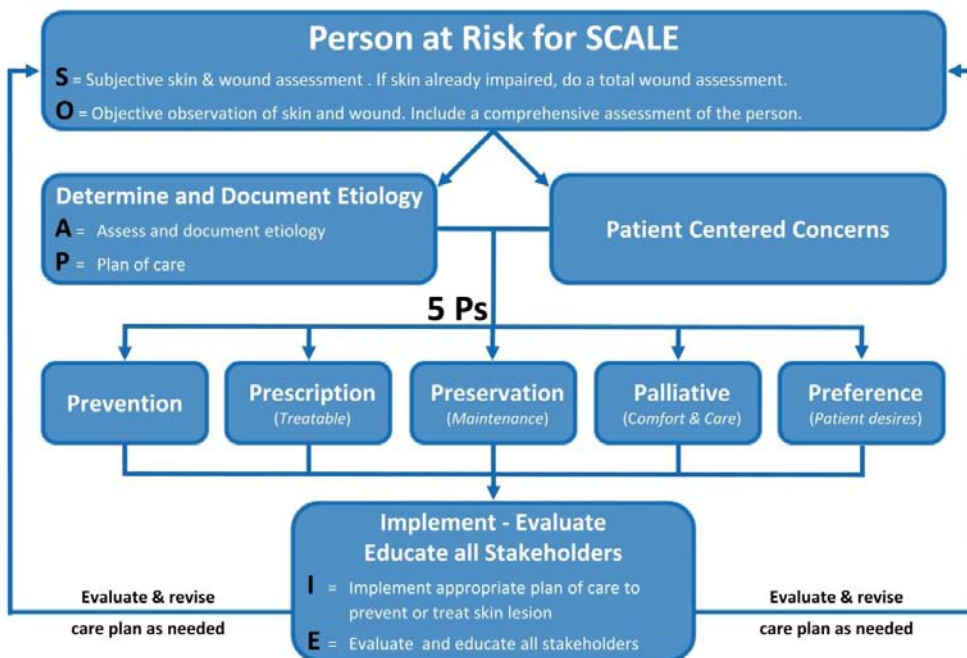 Person at Risk for SCALE
S = Subjective skin & wound assessment . If skin already impaired, do a total wound assessment.
O = Objective observation of skin and wound. Include a comprehensive assessment of the person.
Determine and Document Etiology
A = Assess and document etiology
P = Plan of care
Patient Centered Concerns
5 Ps
Prevention
Prescription
(Treatable)
Preservation
(Maintenance)
Palliative
(Comfort & Care)
Preference
(Patient desires)
Implement - Evaluate
Educate all Stakeholders
I = Implement appropriate plan of care to
prevent or treat skin lesion
E = Evaluate and educate all stakeholders
Evaluate & revise
care plan as needed
Evaluate & revise
care plan as needed